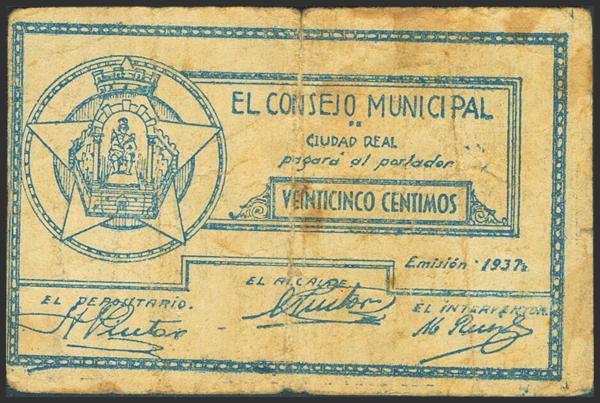 EL CONSEJO MUNICIPAL
DE
CIUDAD REAL
pagará al portador
VEINTICINCO CENTIMOS
Emisión - 1937
EL DEPOSITARIO.
EL ALCALDE
EL INTERVENTOR